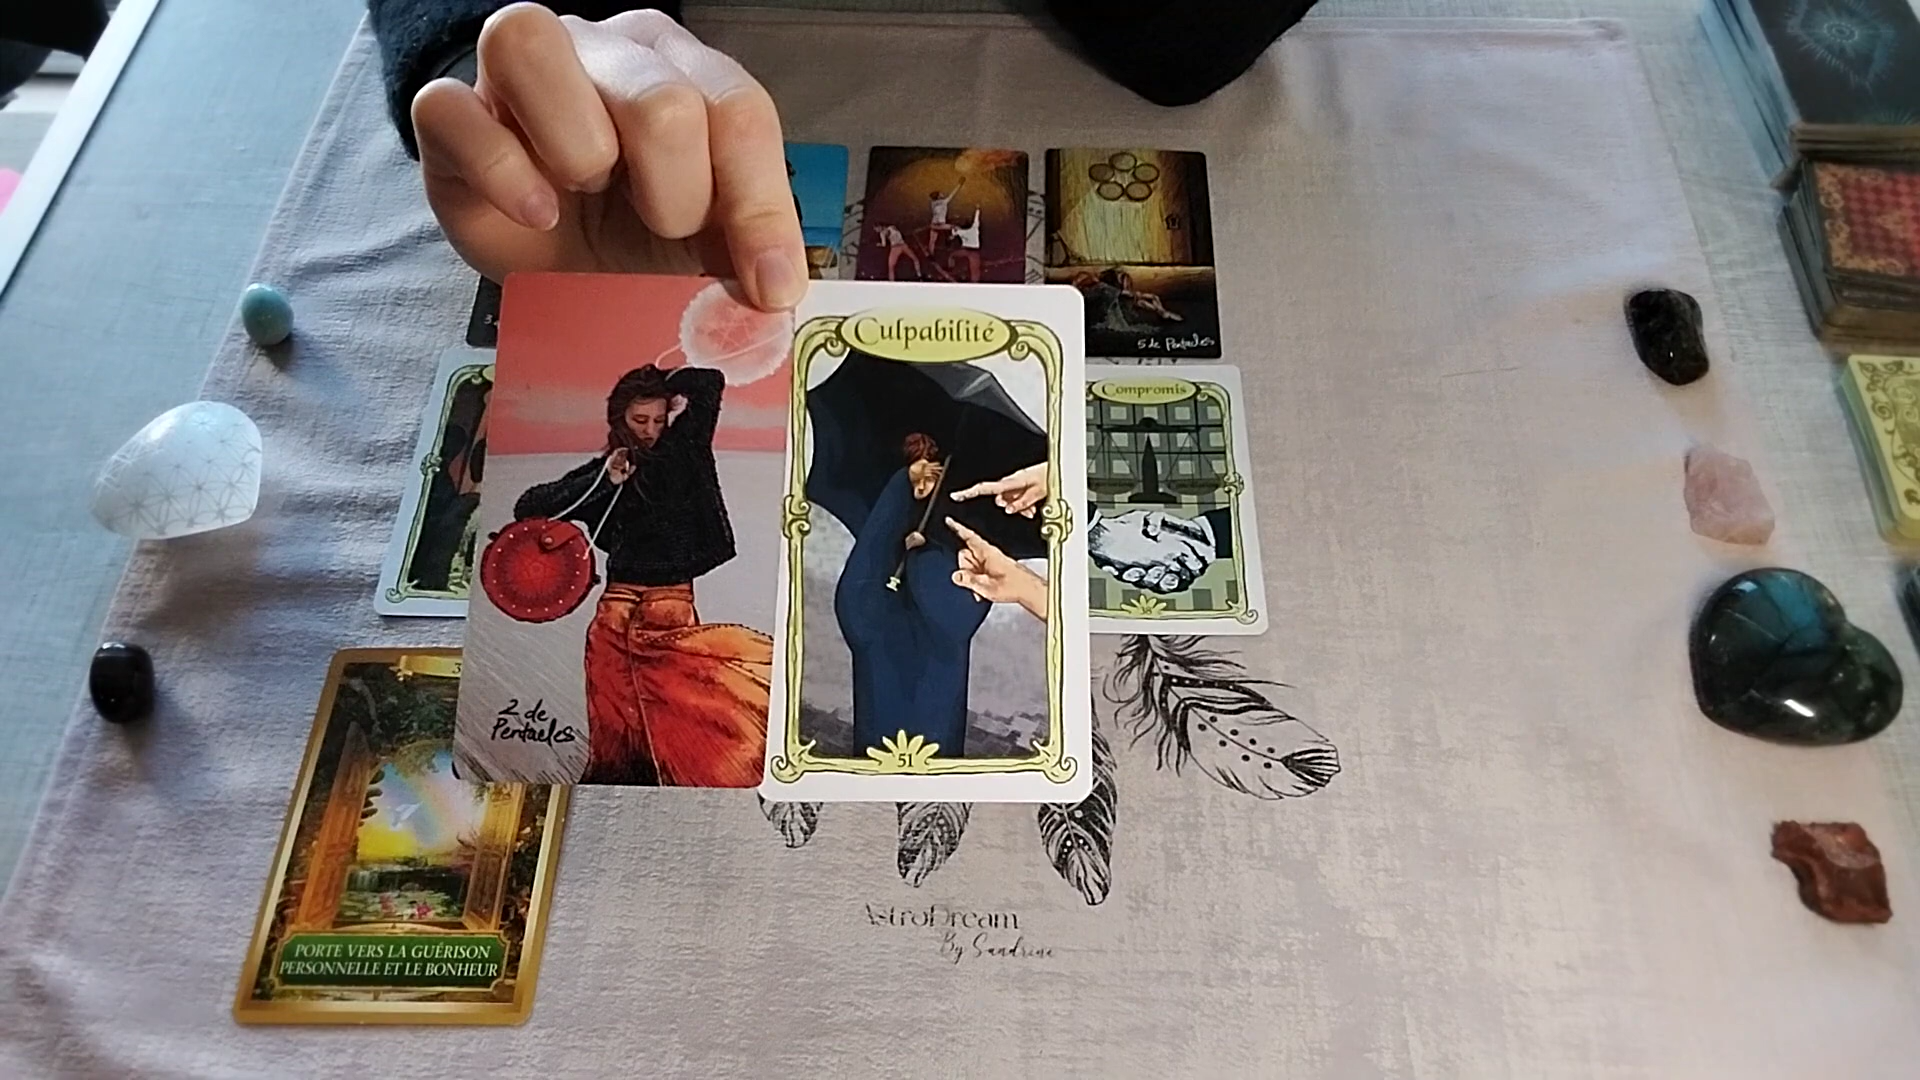 5 de Pentacles
Culpabilité
Compromis
2 de
Pentacles
51
38
PORTE VERS LA GUÉRISON
PERSONNELLE ET LE BONHEUR
AstroDream
By Sandrine